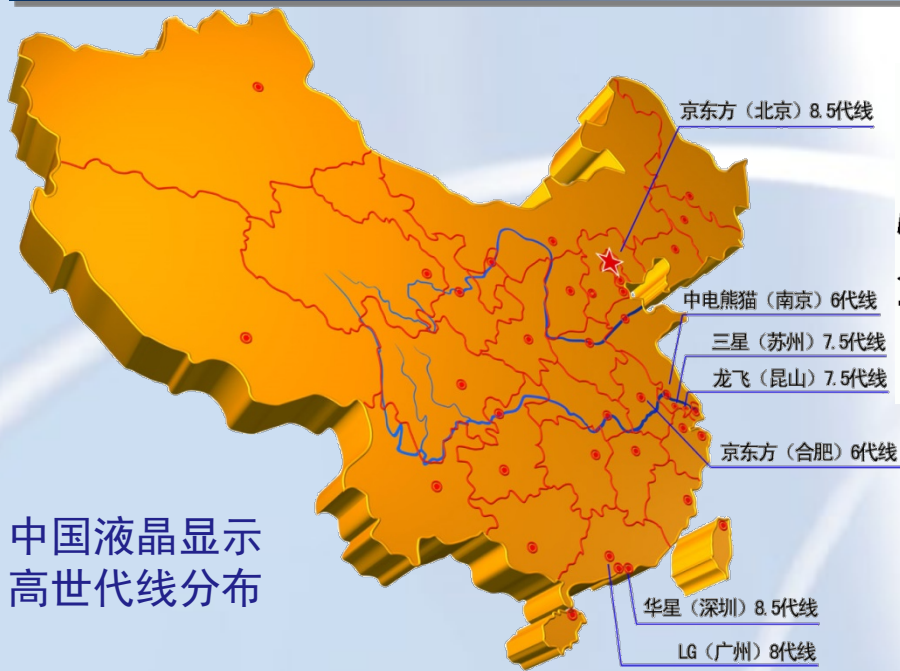 京东方（北京）8.5代线
中电熊猫（南京）6代线
三星（苏州）7.5代线
龙飞（昆山）7.5代线
京东方（合肥）6代线
中国液晶显示
高世代线分布
华星（深圳）8.5代线
LG（广州）8代线